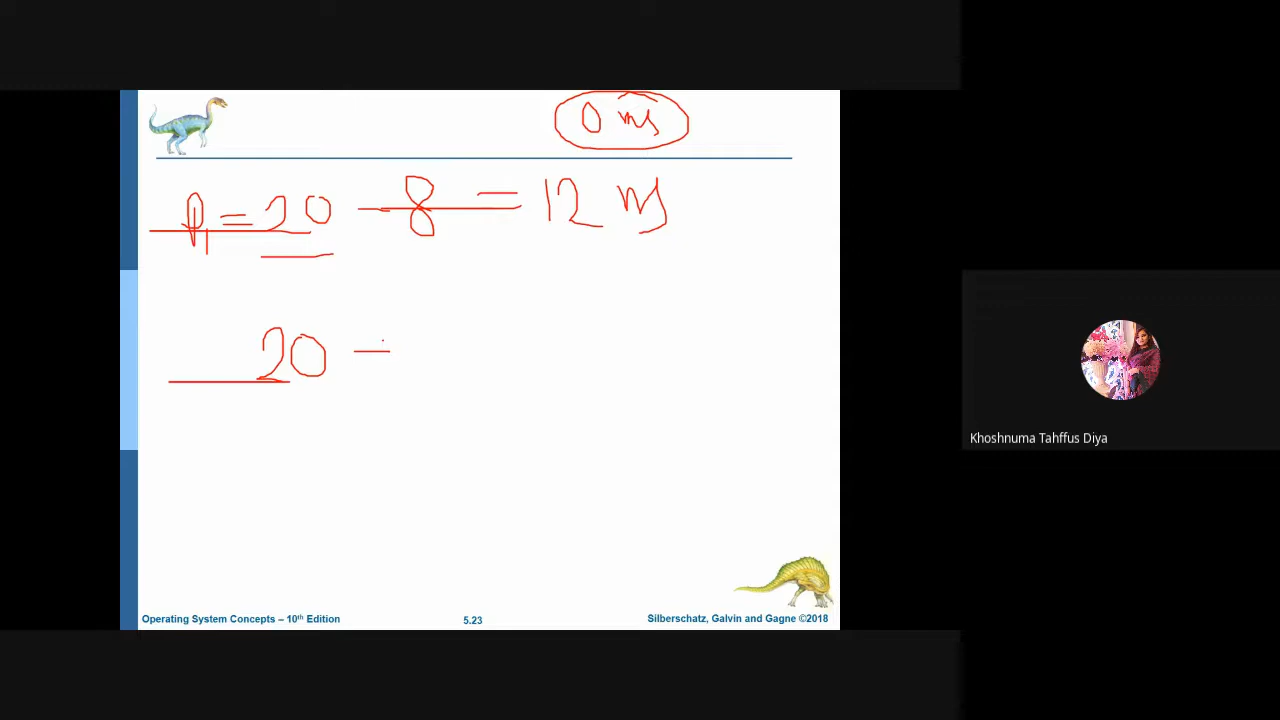 0 ms
P1 = 20 - 8 = 12 ms
20 -
Khoshnuma Tahffus Diya
Operating System Concepts – 10th Edition
5.23
Silberschatz, Galvin and Gagne ©2018